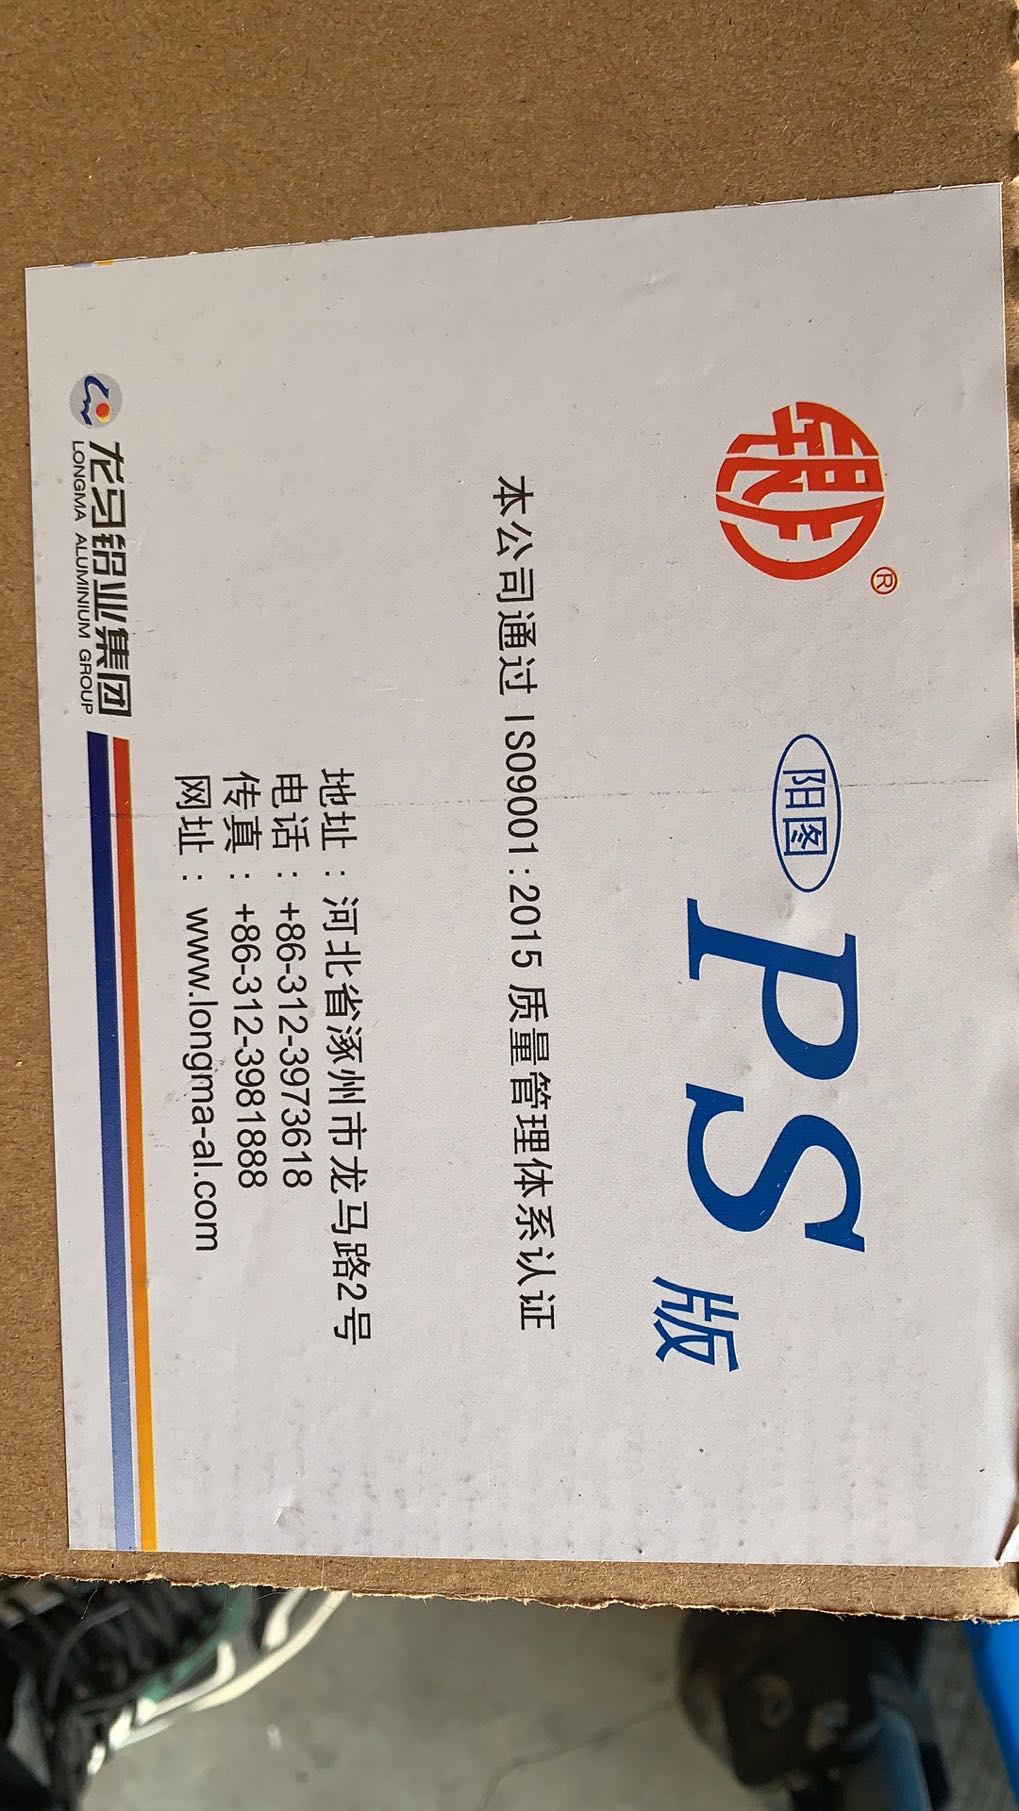 ®
阳图 PS 版
本公司通过 ISO9001:2015 质量管理体系认证
地址：河北省涿州市龙马路2号
电话：+86-312-3973618
传真：+86-312-3981888
网址：www.longma-al.com
龙马铝业集团
LONGMA ALUMINIUM GROUP